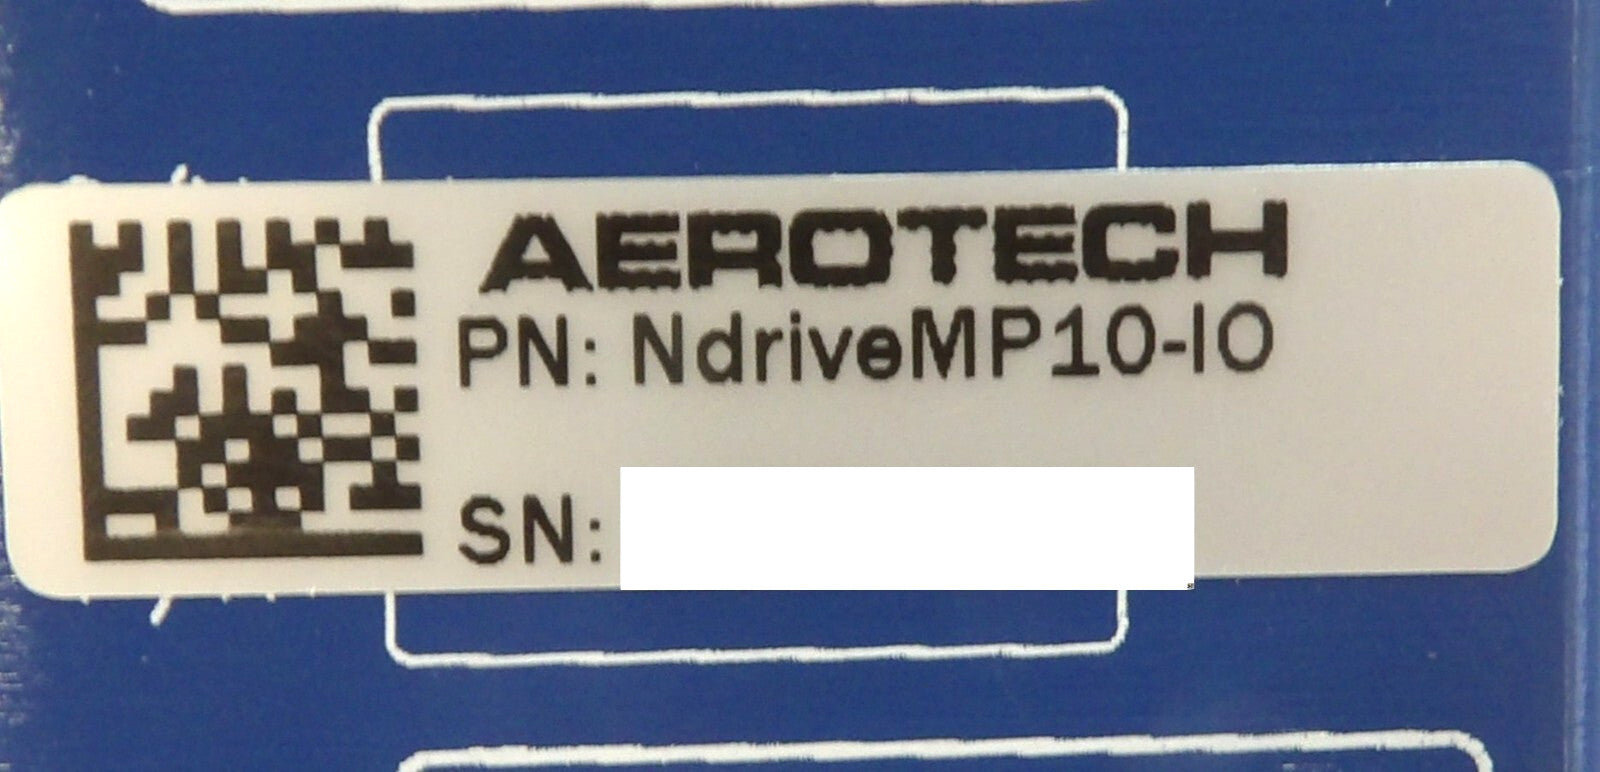 AEROTECH
PN: NdriveMP10-IO
SN: